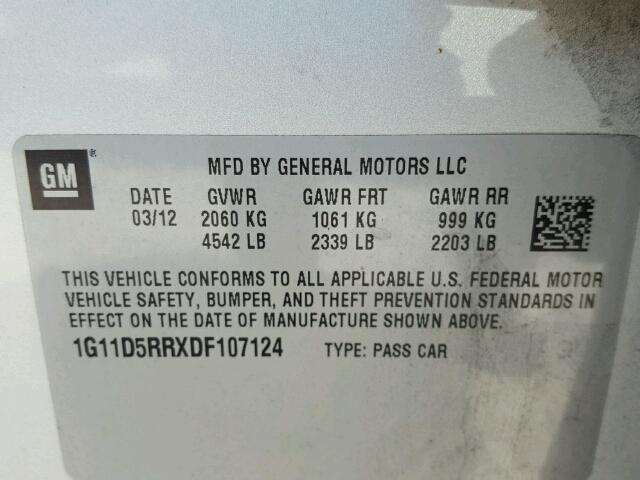 GM
MFD BY GENERAL MOTORS LLC
DATE GVWR GAWR FRT GAWR RR
03/12 2060 KG 1061 KG 999 KG
4542 LB 2339 LB 2203 LB
THIS VEHICLE CONFORMS TO ALL APPLICABLE U.S. FEDERAL MOTOR
VEHICLE SAFETY, BUMPER, AND THEFT PREVENTION STANDARDS IN
EFFECT ON THE DATE OF MANUFACTURE SHOWN ABOVE.
1G11D5RRXDF107124 TYPE: PASS CAR